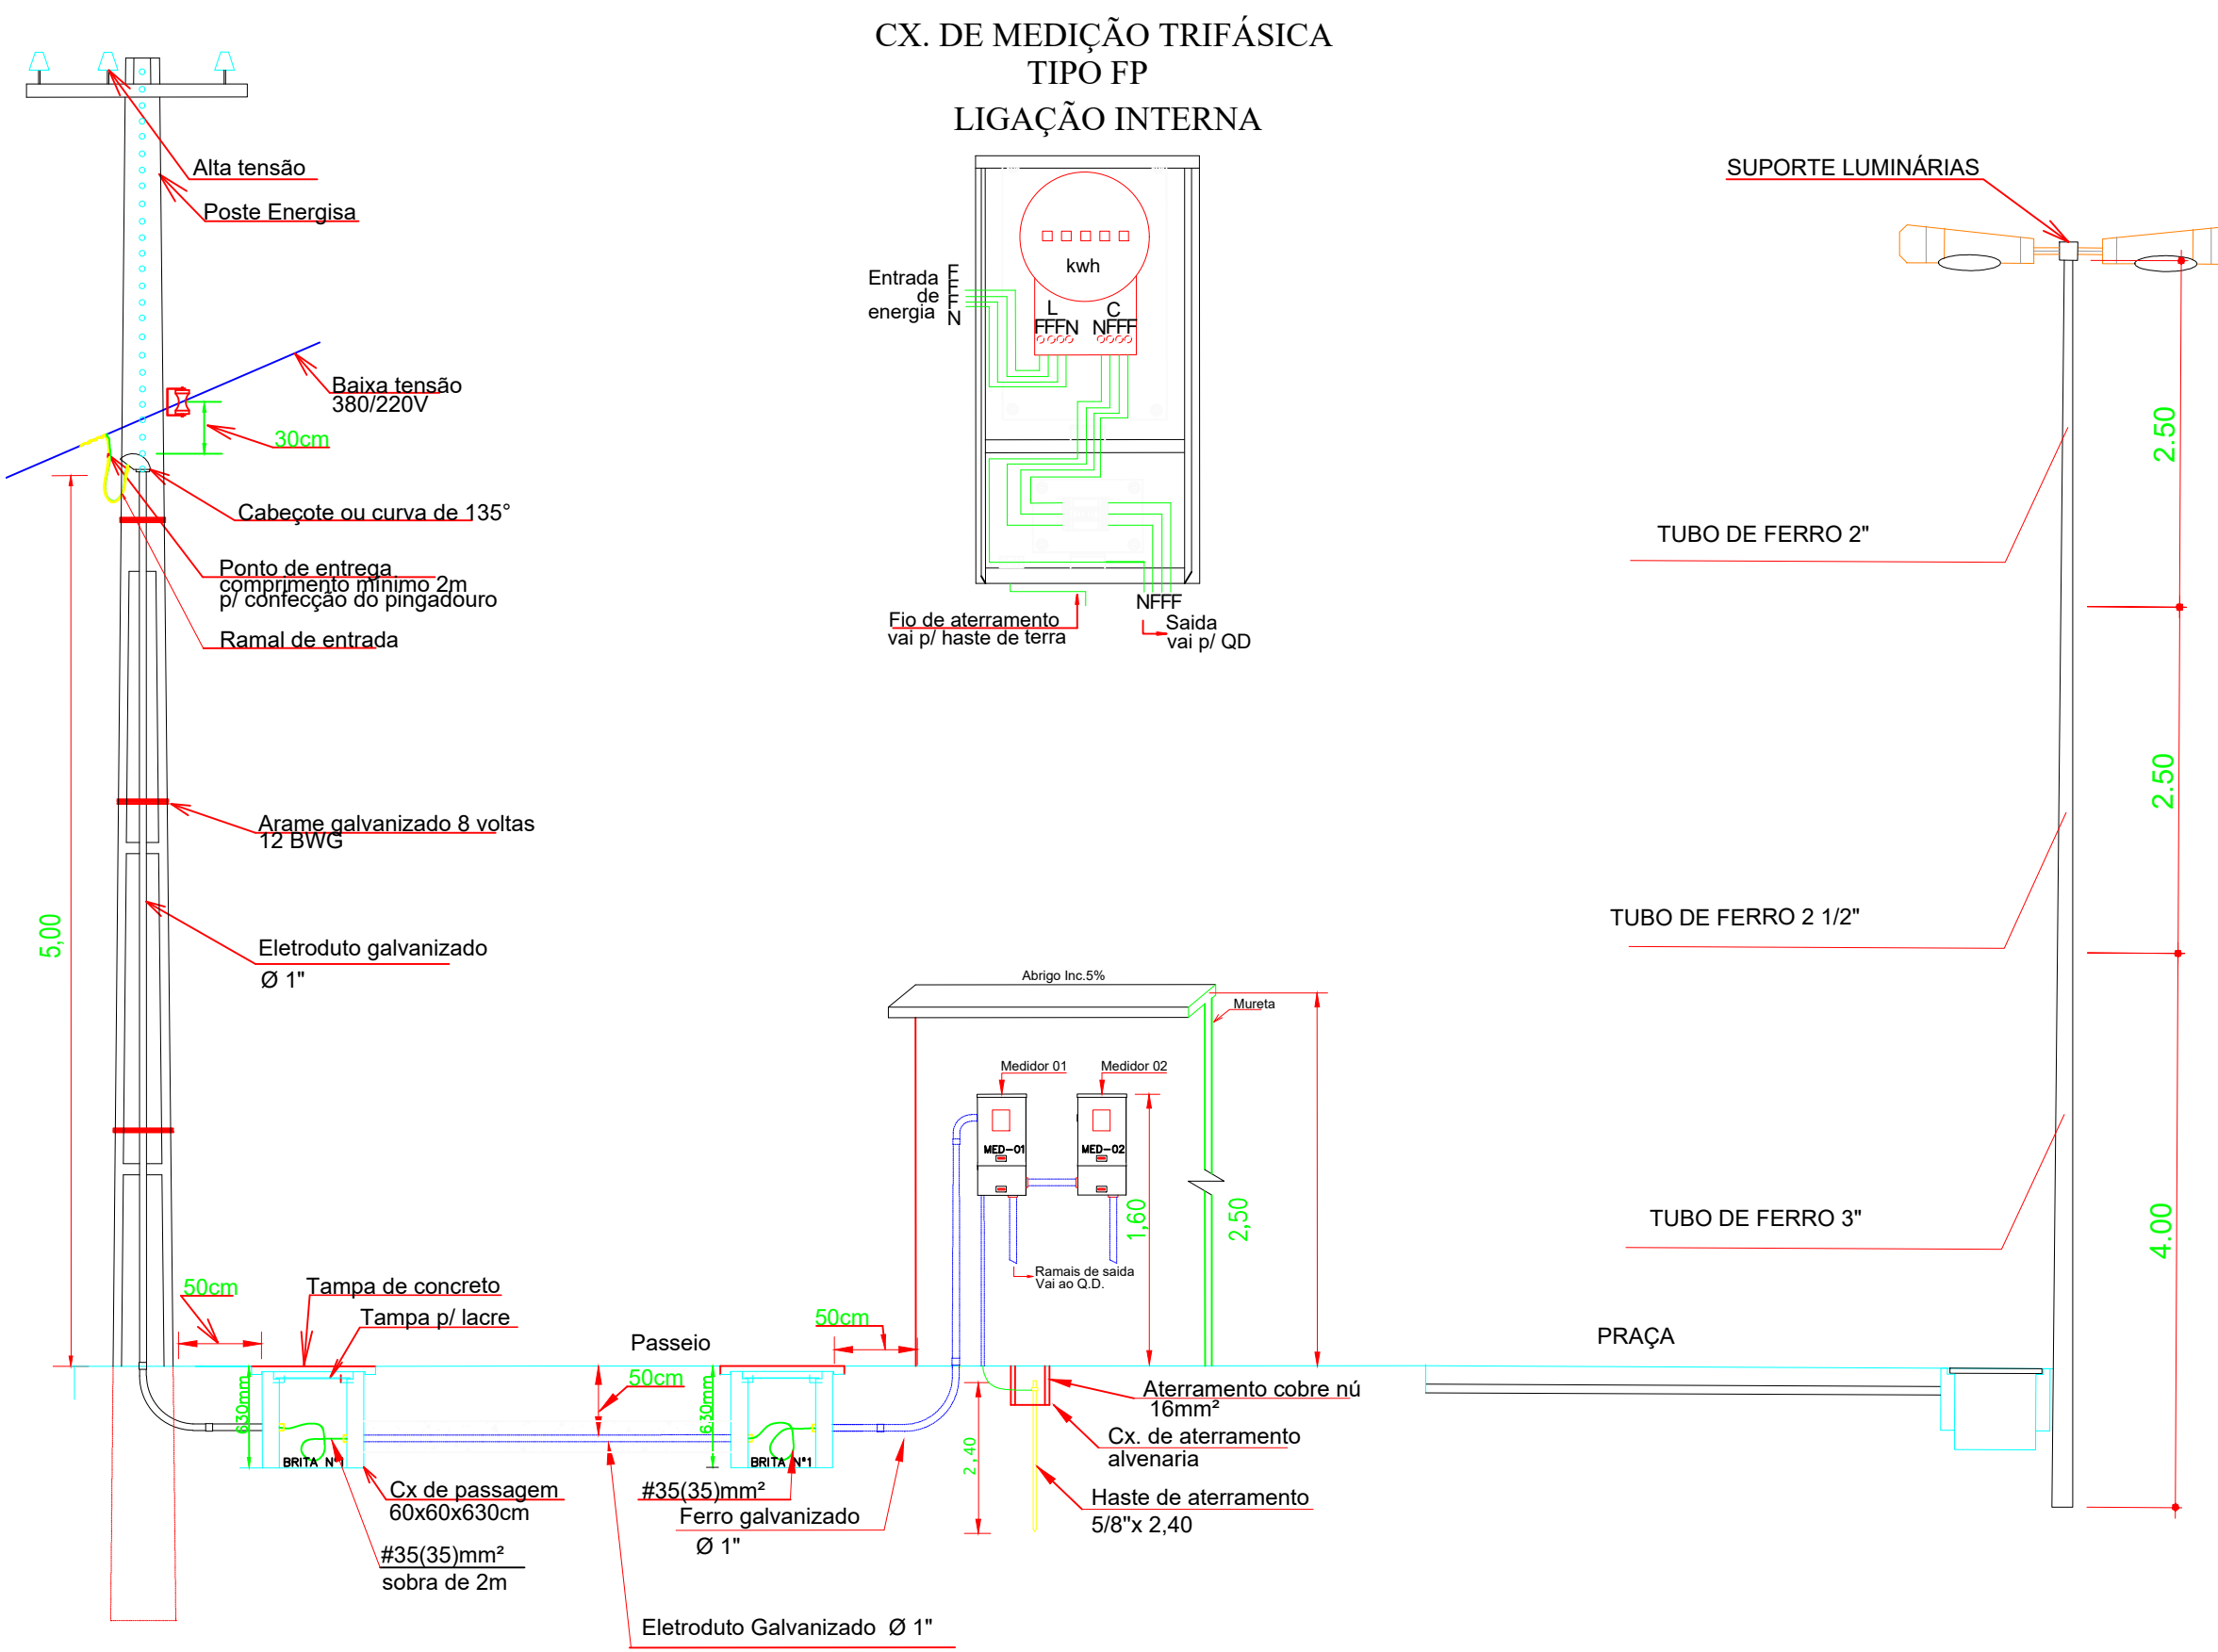 CX. DE MEDIÇÃO TRIFÁSICA
TIPO FP
LIGAÇÃO INTERNA
Alta tensão
Poste Energisa
Baixa tensão
380/220V
30cm
Cabeçote ou curva de 135°
Ponto de entrega
comprimento mínimo 2m
p/ confecção do pingadouro
Ramal de entrada
Arame galvanizado 8 voltas
12 BWG
5,00
Eletroduto galvanizado
Ø 1"
Entrada
de
energia
F
F
F
N
kwh
L
C
FFFN
NFFF
Fio de aterramento
vai p/ haste de terra
NFFF
Saida
vai p/ QD
SUPORTE LUMINÁRIAS
2.50
TUBO DE FERRO 2"
2.50
TUBO DE FERRO 2 1/2"
4.00
TUBO DE FERRO 3"
PRAÇA
Abrigo Inc.5%
Mureta
Medidor 01
Medidor 02
MED-01
MED-02
1,60
2,50
Ramais de saida
Vai ao Q.D.
50cm
Tampa de concreto
Tampa p/ lacre
Passeio
50cm
50cm
630mm
630mm
BRITA N°1
BRITA N°1
Cx de passagem
60x60x630cm
#35(35)mm²
sobra de 2m
#35(35)mm²
Ferro galvanizado
Ø 1"
Eletroduto Galvanizado Ø 1"
2,40
Aterramento cobre nú
16mm²
Cx. de aterramento
alvenaria
Haste de aterramento
5/8"x 2,40